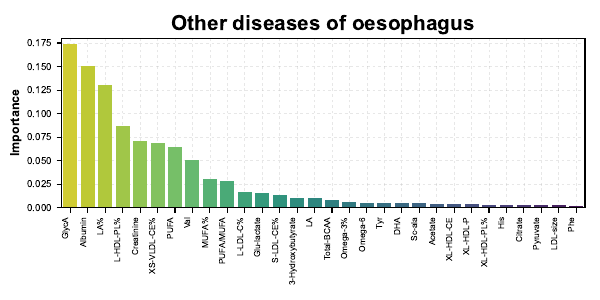 Other diseases of oesophagus
Importance
0.175
0.150
0.125
0.100
0.075
0.050
0.025
0.000
GlycA
Albumin
LA%
L-HDL-PL%
Creatinine
XS-VLDL-CE%
PUFA
Val
MUFA%
PUFA/MUFA
L-LDL-C%
Glu-lactate
S-LDL-CE%
3-Hydroxybutyrate
LA
Total-BCAA
Omega-3%
Omega-6
Tyr
DHA
Sc-ala
Acetate
XL-HDL-CE
XL-HDL-P
XL-HDL-PL%
His
Citrate
Pyruvate
LDL-size
Phe